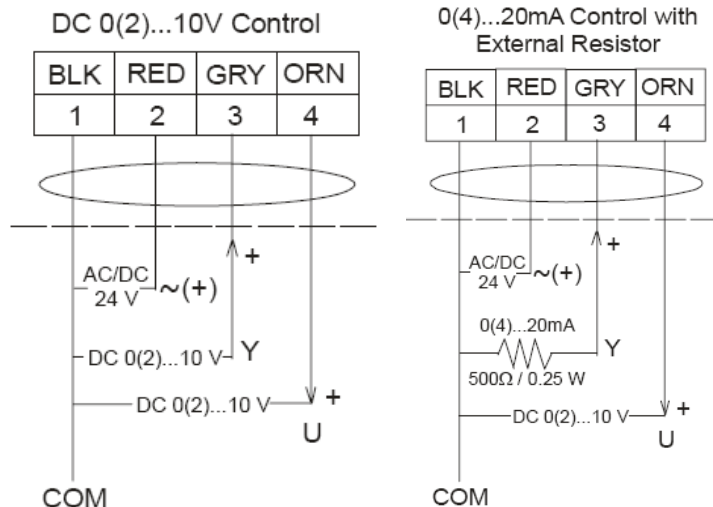 DC 0(2)...10V Control
BLK RED GRY ORN
1 2 3 4
+
AC/DC
24 V ~(+)
DC 0(2)...10 V Y
DC 0(2)...10 V +
U
COM
0(4)...20mA Control with
External Resistor
BLK RED GRY ORN
1 2 3 4
+
AC/DC
24 V ~(+)
0(4)...20mA
Y
500Ω / 0.25 W
DC 0(2)...10 V +
U
COM